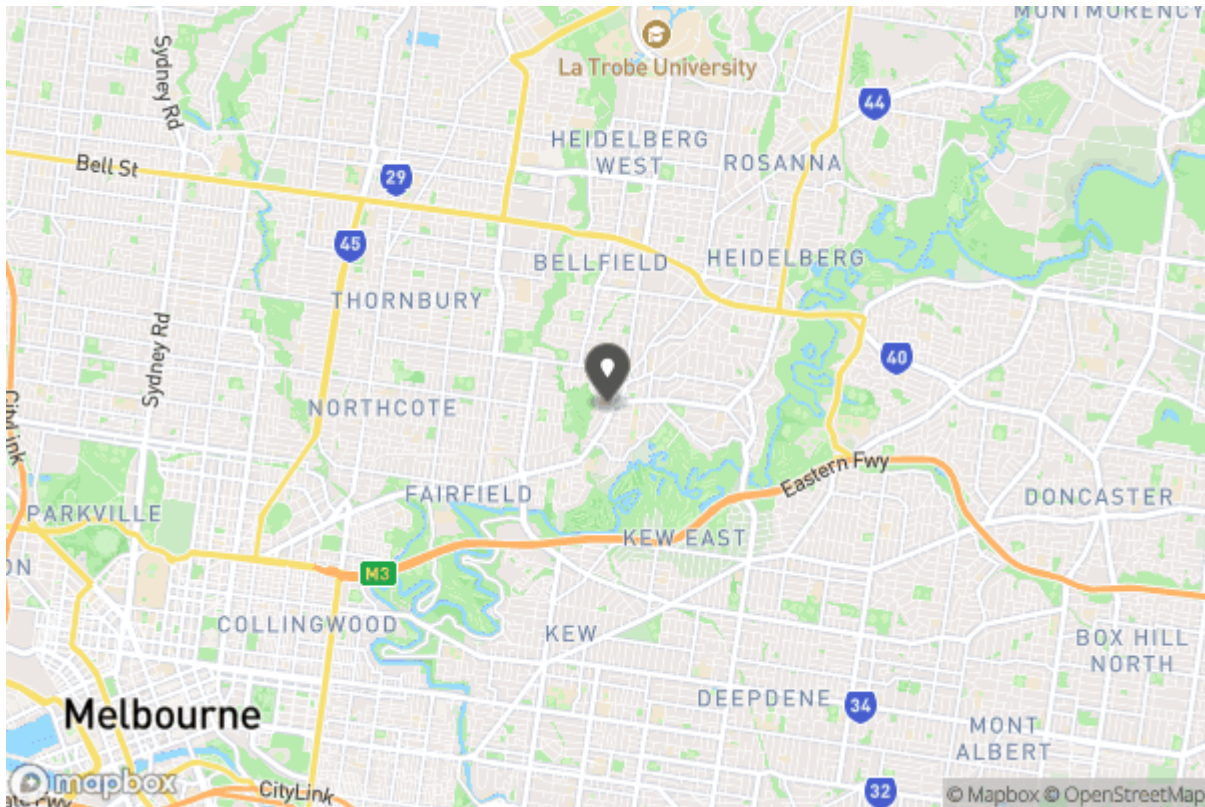 MONTMORENCY
Sydney Rd
La Trobe University
44
HEIDELBERG
WEST
ROSANNA
Bell St
29
45
BELLFIELD
HEIDELBERG
THORNBURY
Sydney Rd
40
CityLink
NORTHCOTE
Eastern Fwy
FAIRFIELD
DONCASTER
PARKVILLE
KEW EAST
ON
M3
COLLINGWOOD
KEW
BOX HILL
NORTH
DEEPDENE
34
Melbourne
MONT
ALBERT
mapbox
CityLink
32
© Mapbox © OpenStreetMap